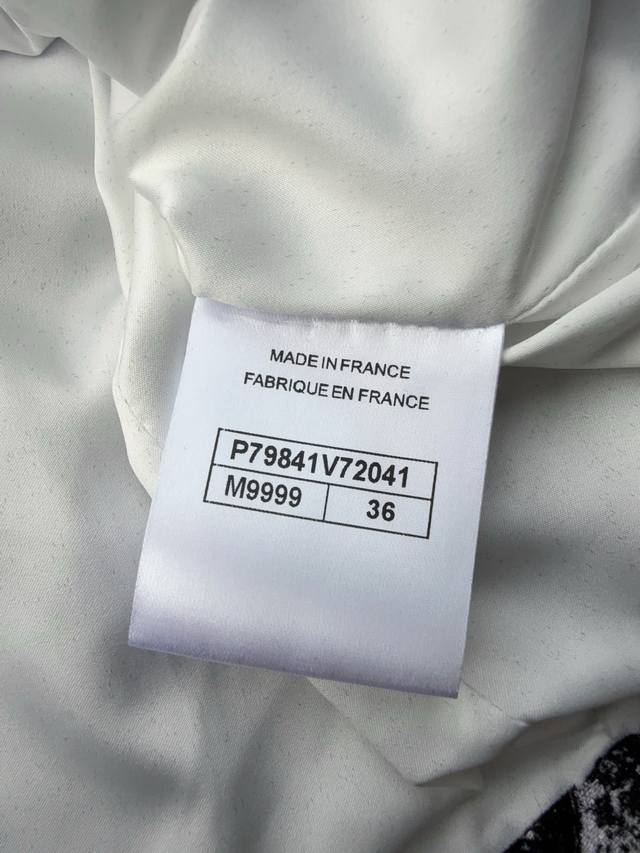 MADE IN FRANCE
FABRIQUE EN FRANCE
P79841V72041
M9999 36